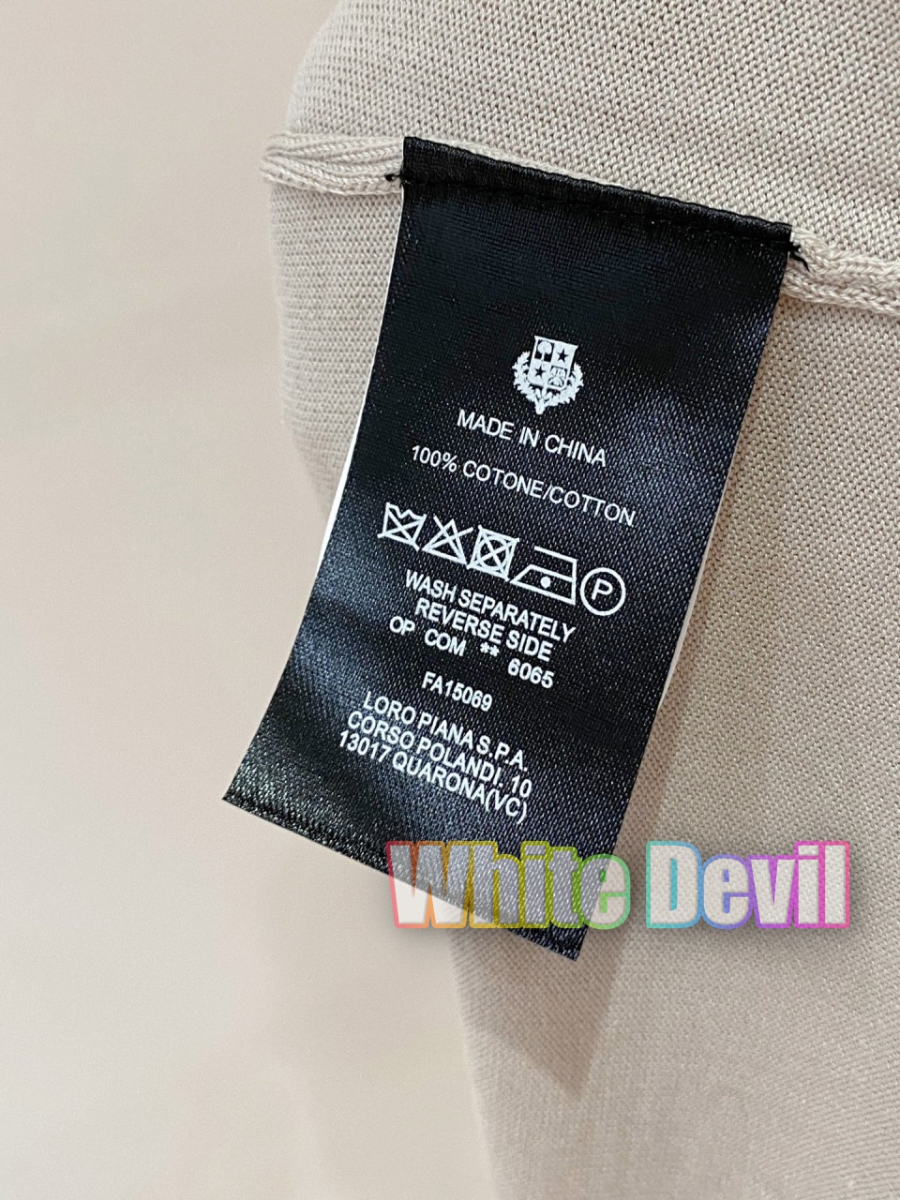 MADE IN CHINA
100% COTONE/COTTON
P
WASH SEPARATELY
REVERSE SIDE
OP COM ** 6065
FA15069
LORO PIANA S.P.A.
CORSO POLANDI. 10
13017 QUARONA(VC)
White Devil